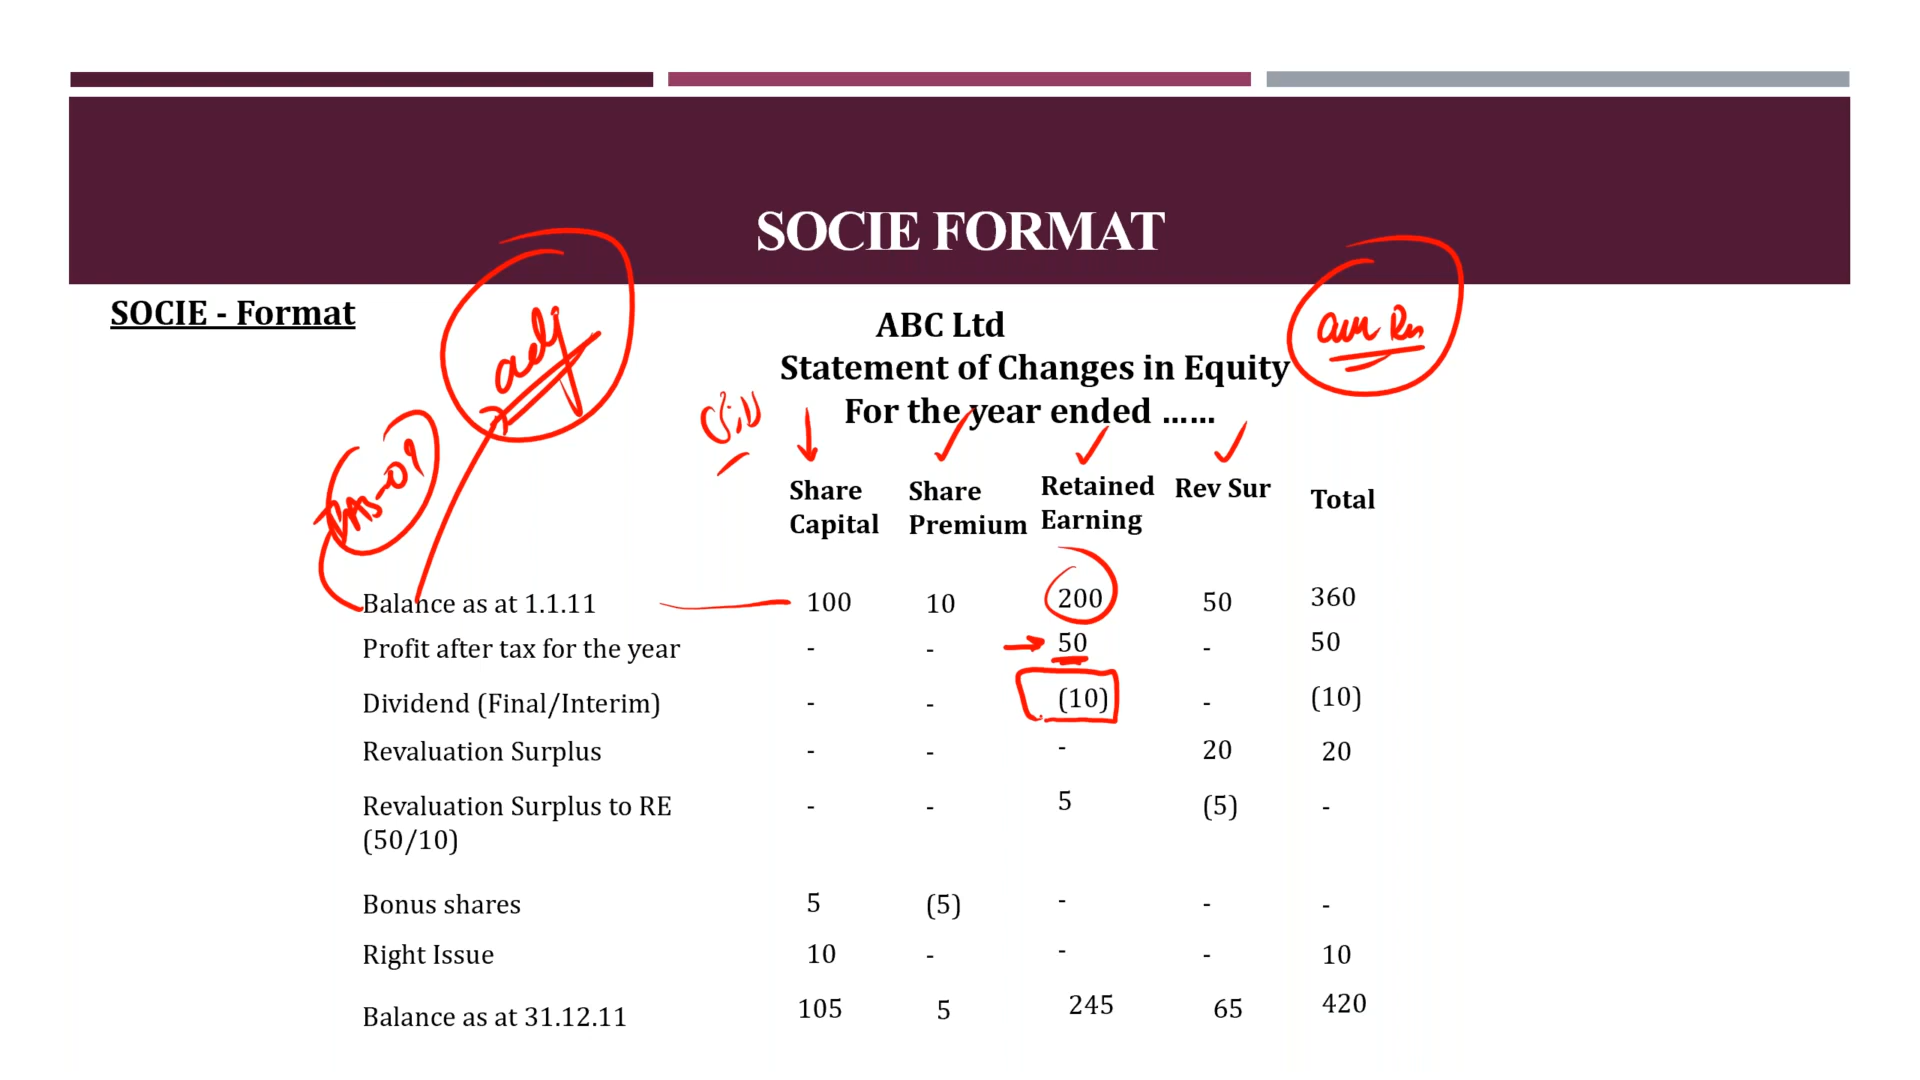 SOCIE FORMAT
SOCIE - Format
adj
ABC Ltd
Statement of Changes in Equity
For the year ended ......
IAS-09
Share Capital Share Premium Retained Earning Rev Sur Total
Balance as at 1.1.11 100 10 200 50 360
Profit after tax for the year - - 50 - 50
Dividend (Final/Interim) - - (10) - (10)
Revaluation Surplus - - - 20 20
Revaluation Surplus to RE - - 5 (5) -
(50/10)
Bonus shares 5 (5) - - -
Right Issue 10 - - - 10
Balance as at 31.12.11 105 5 245 65 420